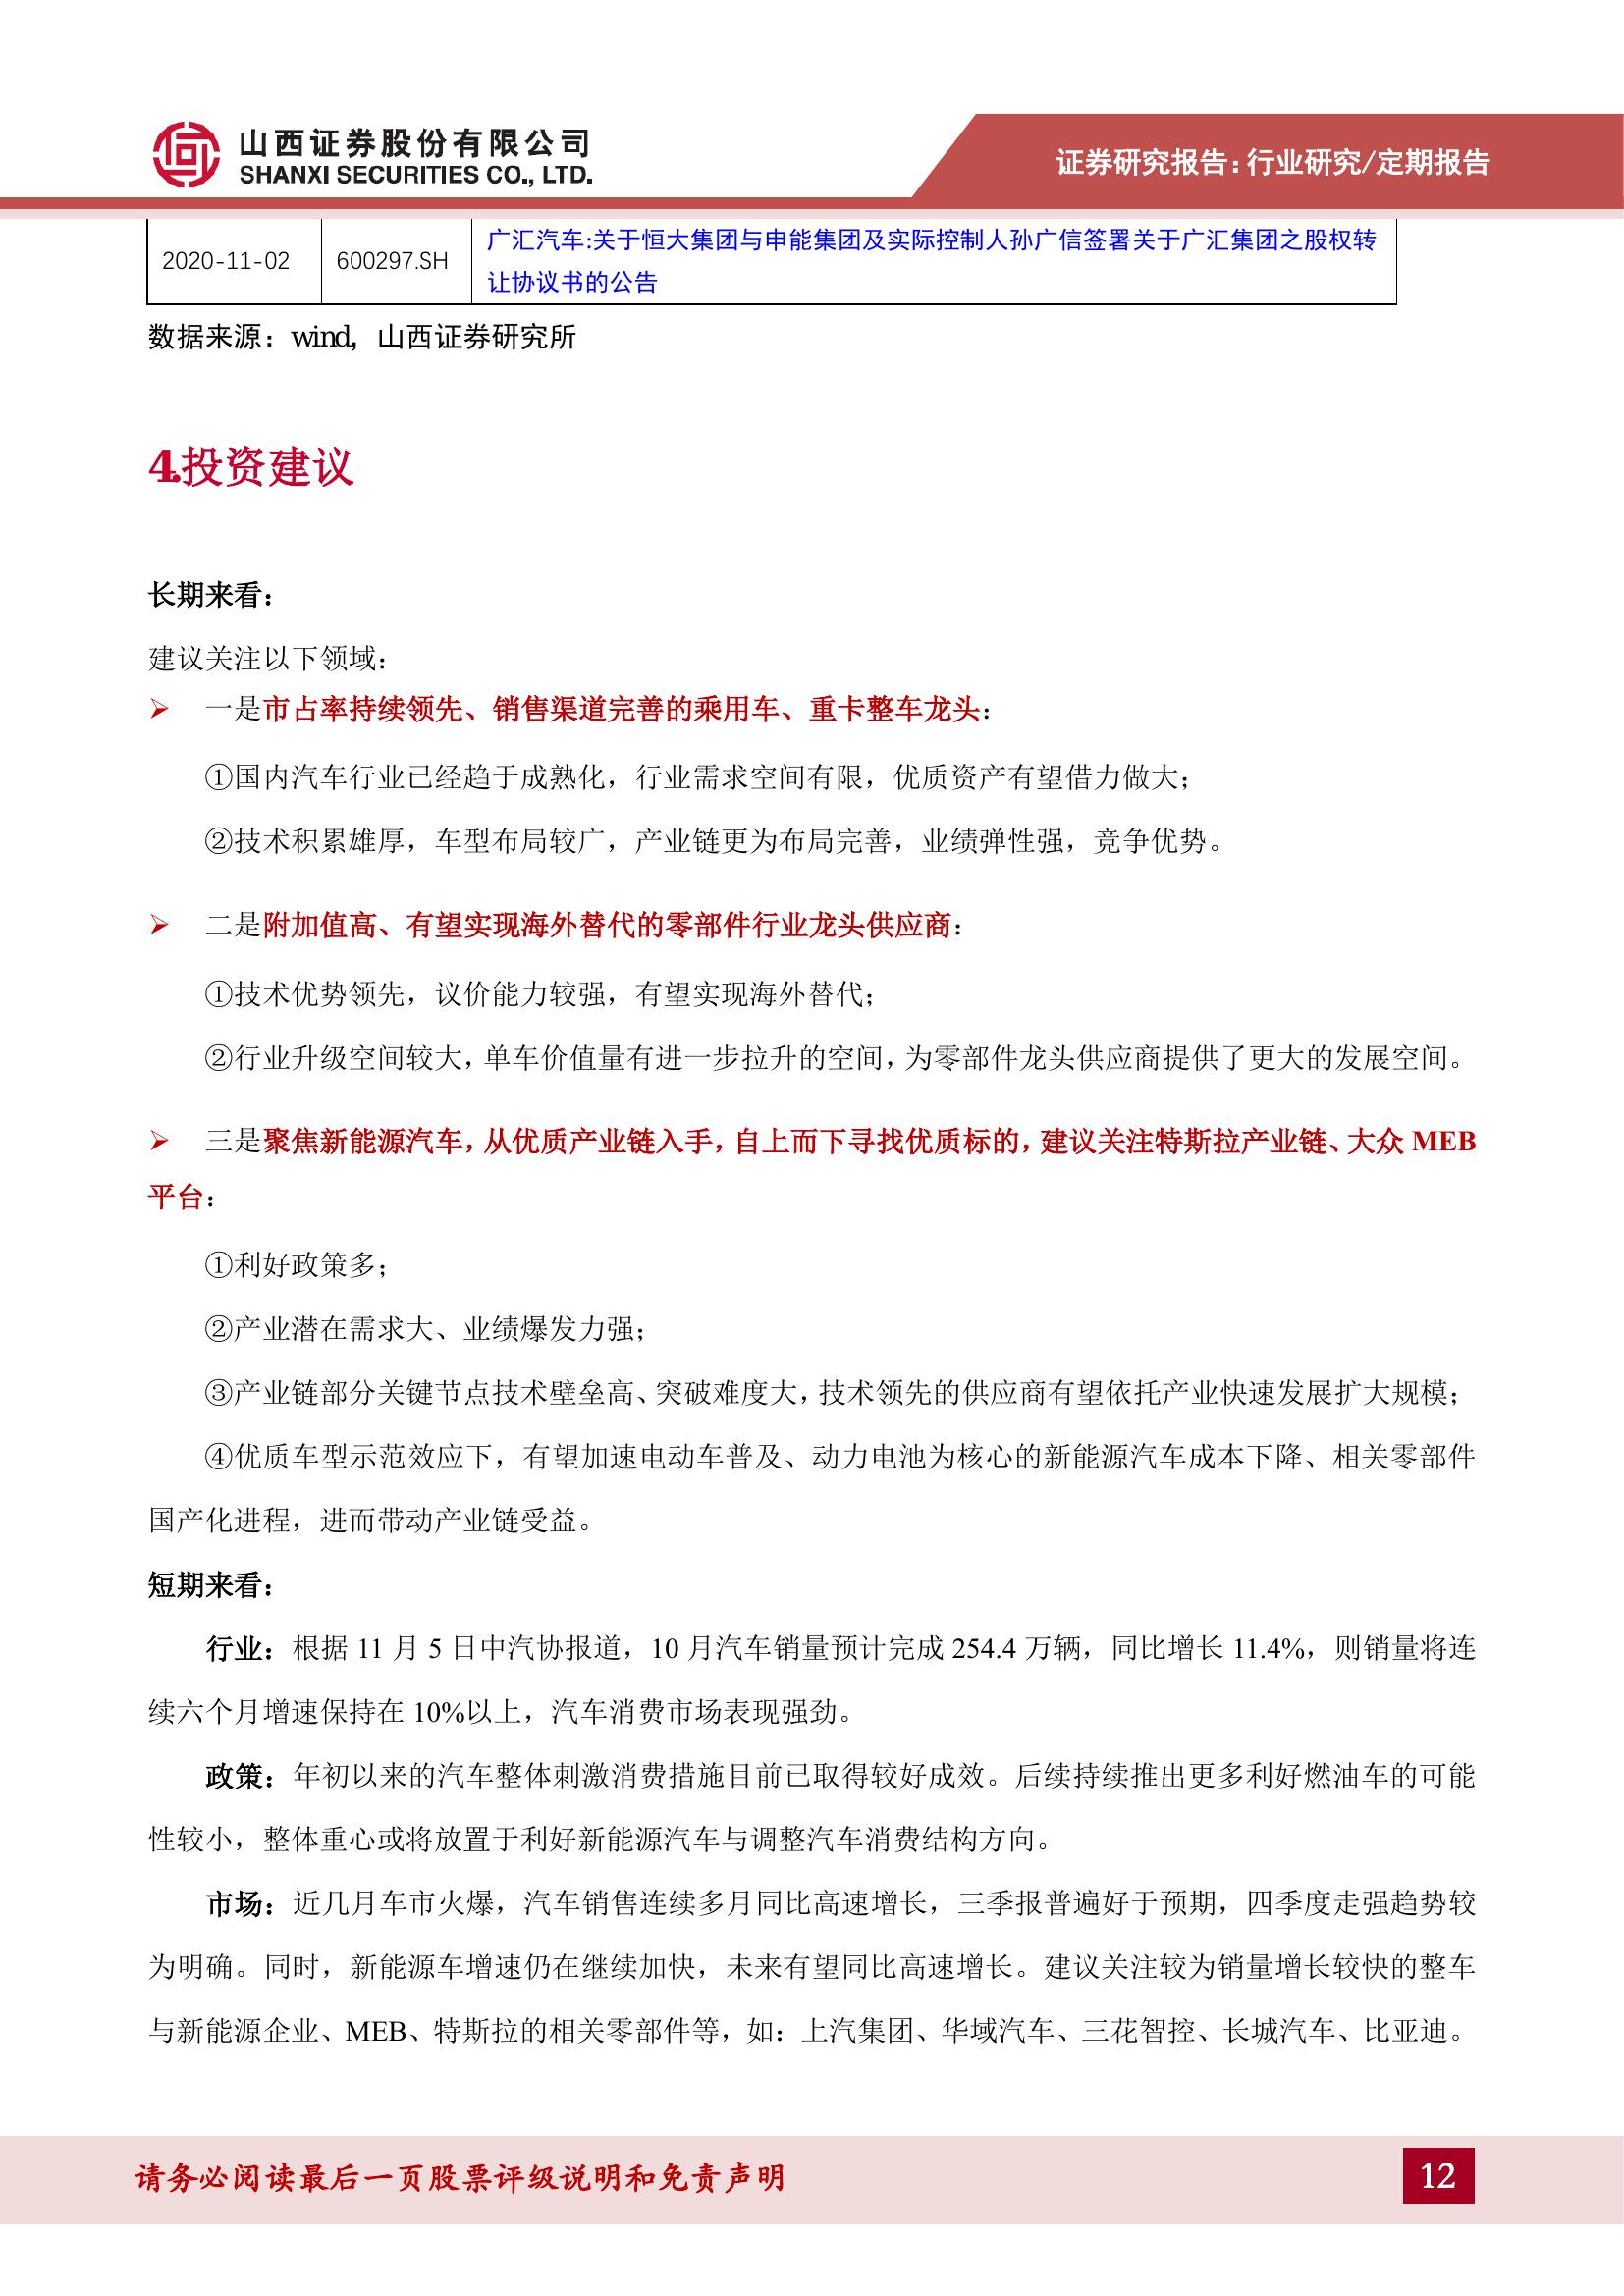 山西证券股份有限公司
SHANXI SECURITIES CO., LTD.
证券研究报告：行业研究/定期报告
2020-11-02 600297.SH 广汇汽车:关于恒大集团与申能集团及实际控制人孙广信签署关于广汇集团之股权转
让协议书的公告
数据来源：wind，山西证券研究所
4.投资建议
长期来看：
建议关注以下领域：
➢ 一是市占率持续领先、销售渠道完善的乘用车、重卡整车龙头：
①国内汽车行业已经趋于成熟化，行业需求空间有限，优质资产有望借力做大；
②技术积累雄厚，车型布局较广，产业链更为布局完善，业绩弹性强，竞争优势。
➢ 二是附加值高、有望实现海外替代的零部件行业龙头供应商：
①技术优势领先，议价能力较强，有望实现海外替代；
②行业升级空间较大，单车价值量有进一步拉升的空间，为零部件龙头供应商提供了更大的发展空间。
➢ 三是聚焦新能源汽车，从优质产业链入手，自上而下寻找优质标的，建议关注特斯拉产业链、大众 MEB
平台：
①利好政策多；
②产业潜在需求大、业绩爆发力强；
③产业链部分关键节点技术壁垒高、突破难度大，技术领先的供应商有望依托产业快速发展扩大规模；
④优质车型示范效应下，有望加速电动车普及、动力电池为核心的新能源汽车成本下降、相关零部件
国产化进程，进而带动产业链受益。
短期来看：
行业：根据 11 月 5 日中汽协报道，10 月汽车销量预计完成 254.4 万辆，同比增长 11.4%，则销量将连
续六个月增速保持在 10%以上，汽车消费市场表现强劲。
政策：年初以来的汽车整体刺激消费措施目前已取得较好成效。后续持续推出更多利好燃油车的可能
性较小，整体重心或将放置于利好新能源汽车与调整汽车消费结构方向。
市场：近几月车市火爆，汽车销售连续多月同比高速增长，三季报普遍好于预期，四季度走强趋势较
为明确。同时，新能源车增速仍在继续加快，未来有望同比高速增长。建议关注较为销量增长较快的整车
与新能源企业、MEB、特斯拉的相关零部件等，如：上汽集团、华域汽车、三花智控、长城汽车、比亚迪。
请务必阅读最后一页股票评级说明和免责声明
12